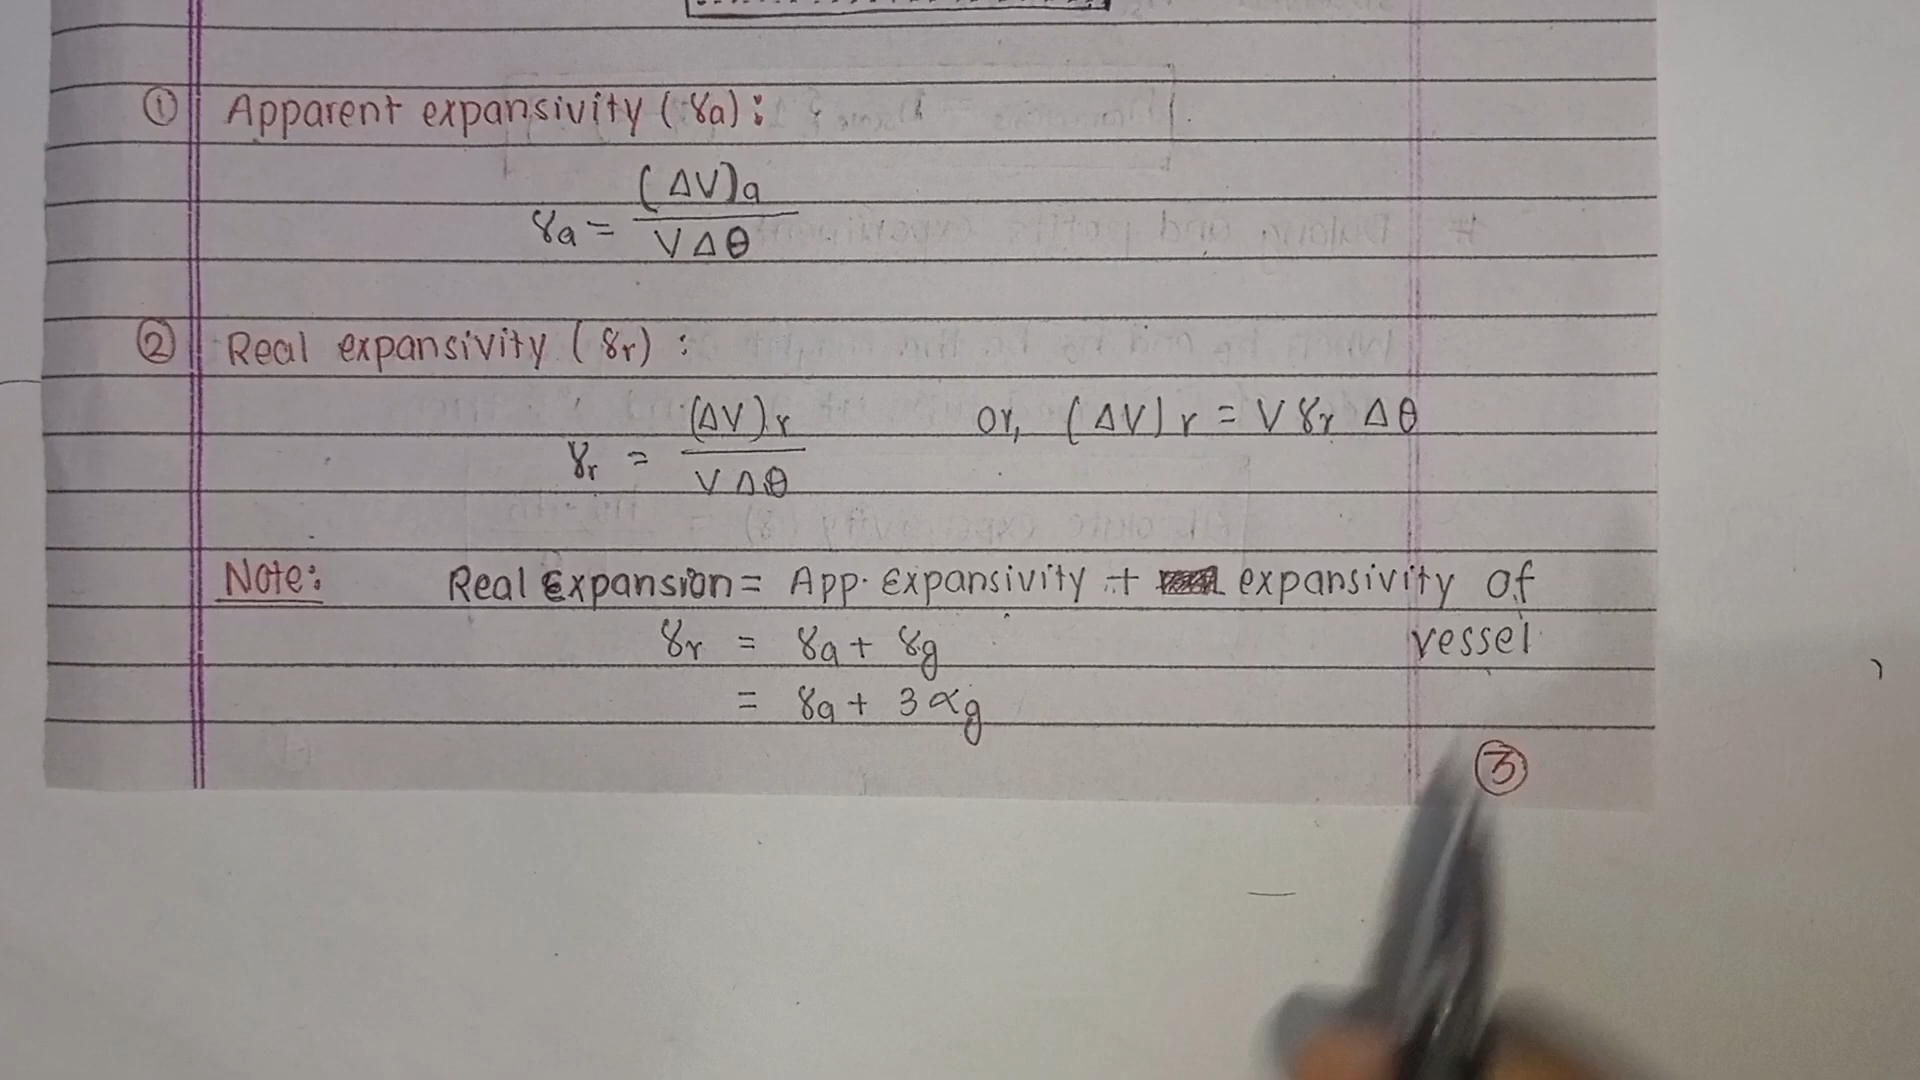 ① Apparent expansivity (γa):
γa = (ΔV)a / VΔθ
② Real expansivity (γr) :
γr = (ΔV)r / VΔθ or, (ΔV)r = Vγr Δθ
Note: Real Expansion = App. Expansivity + expansivity of
vessel
γr = γa + γg
= γa + 3αg
③